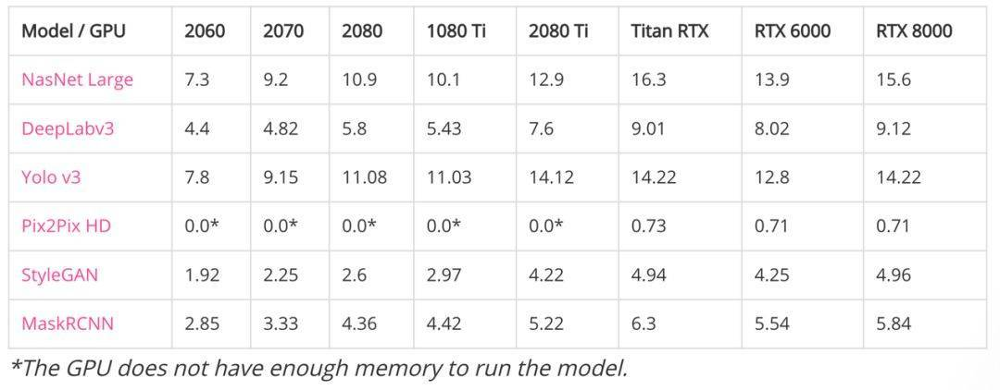 Model / GPU 2060 2070 2080 1080 Ti 2080 Ti Titan RTX RTX 6000 RTX 8000
NasNet Large 7.3 9.2 10.9 10.1 12.9 16.3 13.9 15.6
DeepLabv3 4.4 4.82 5.8 5.43 7.6 9.01 8.02 9.12
Yolo v3 7.8 9.15 11.08 11.03 14.12 14.22 12.8 14.22
Pix2Pix HD 0.0* 0.0* 0.0* 0.0* 0.0* 0.73 0.71 0.71
StyleGAN 1.92 2.25 2.6 2.97 4.22 4.94 4.25 4.96
MaskRCNN 2.85 3.33 4.36 4.42 5.22 6.3 5.54 5.84
*The GPU does not have enough memory to run the model.